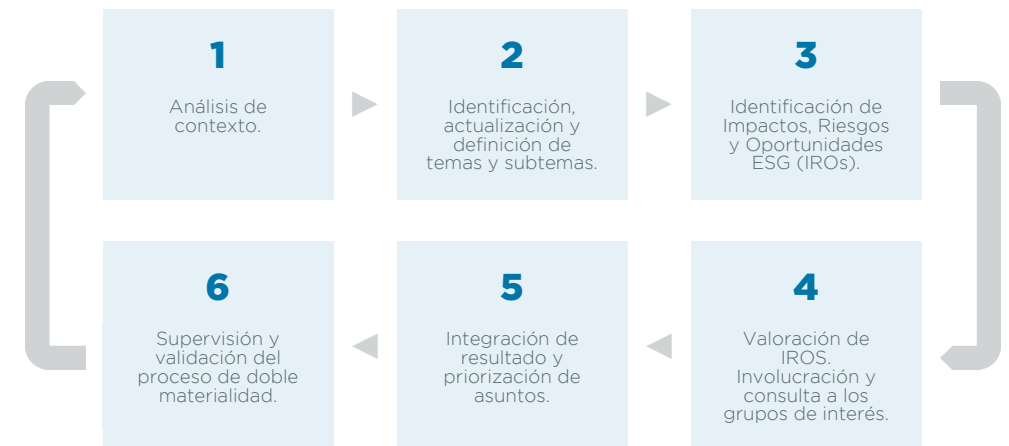 1
Análisis de
contexto.
2
Identificación,
actualización y
definición de
temas y subtemas.
3
Identificación de
Impactos, Riesgos
y Oportunidades
ESG (IROs).
4
Valoración de
IROS.
Involucración y
consulta a los
grupos de interés.
5
Integración de
resultado y
priorización de
asuntos.
6
Supervisión y
validación del
proceso de doble
materialidad.